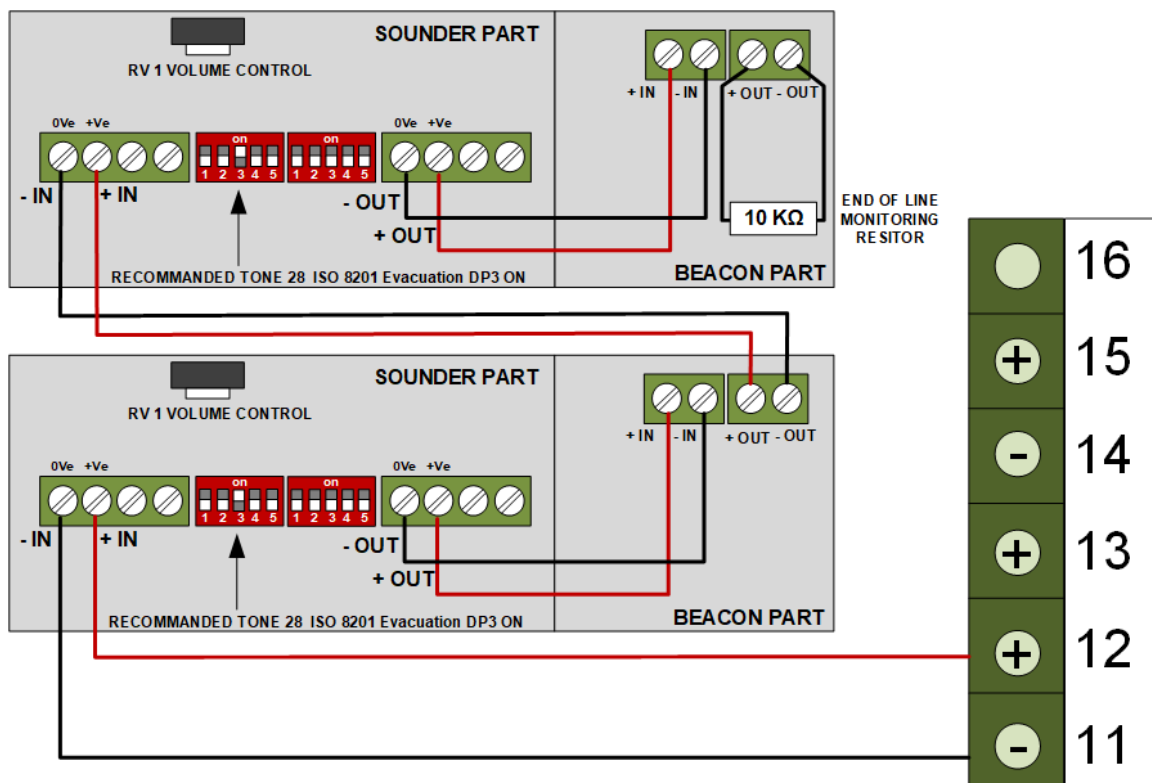 SOUNDER PART
RV 1 VOLUME CONTROL
+ IN - IN + OUT - OUT
0Ve +Ve
on
1 2 3 4 5
on
1 2 3 4 5
0Ve +Ve
- IN + IN
- OUT
+ OUT
10 KΩ
END OF LINE
MONITORING
RESITOR
RECOMMANDED TONE 28 ISO 8201 Evacuation DP3 ON
BEACON PART
SOUNDER PART
RV 1 VOLUME CONTROL
+ IN - IN + OUT - OUT
0Ve +Ve
on
1 2 3 4 5
on
1 2 3 4 5
0Ve +Ve
- IN + IN
- OUT
+ OUT
RECOMMANDED TONE 28 ISO 8201 Evacuation DP3 ON
BEACON PART
16
+ 15
- 14
+ 13
+ 12
- 11